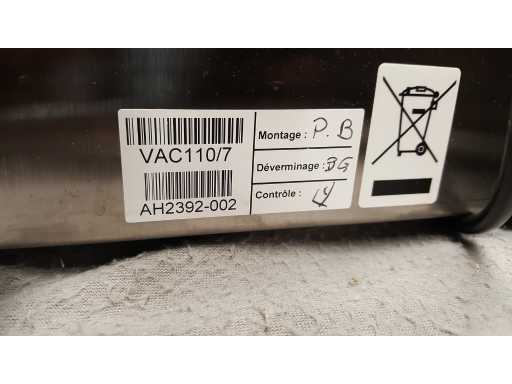 VAC110/7
AH2392-002
Montage : P.B
Déverminage : BG
Contrôle :